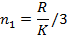 n₁ = R/K/3